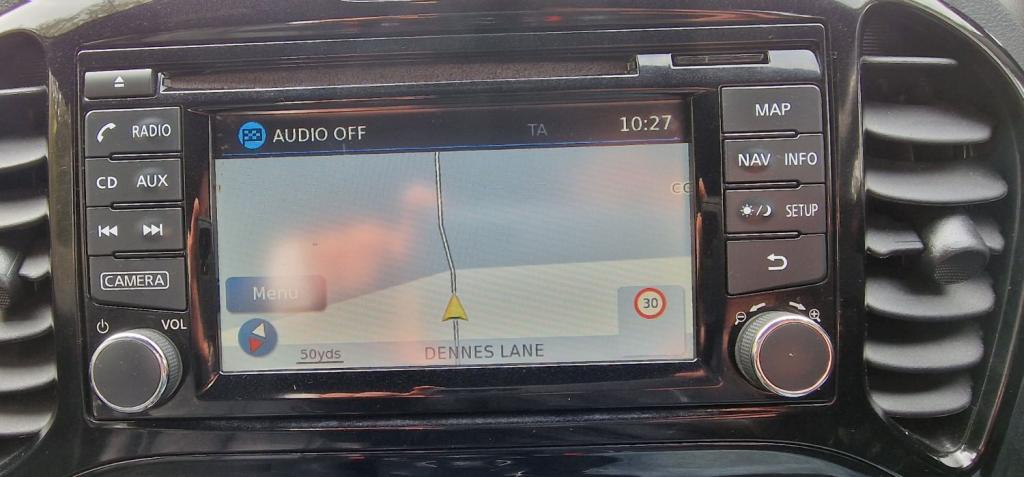 AUDIO OFF
TA
10:27
RADIO
CD AUX
CAMERA
VOL
MAP
NAV INFO
SETUP
Menu
30
50yds
DENNES LANE